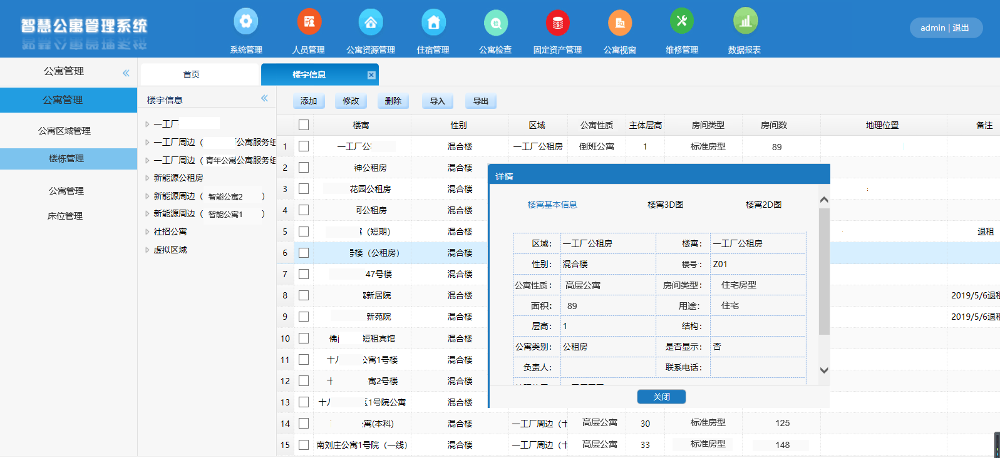 智慧公寓管理系统
系统管理 人员管理 公寓资源管理 住宿管理 公寓检查 固定资产管理 公寓视窗 维修管理 数据报表
admin | 退出
公寓管理 «
首页 楼宇信息
公寓管理
公寓区域管理
楼栋管理
公寓管理
床位管理
楼宇信息 «
一工厂
一工厂周边（ 公寓服务组
一工厂周边（ 青年公寓公寓服务组
新能源公租房
新能源周边（ 智能公寓2 ）
新能源周边（ 智能公寓1 ）
社招公寓
虚拟区域
添加 修改 删除 导入 导出
楼寓 性别 区域 公寓性质 主体层高 房间类型 房间数 地理位置 备注
1 一工厂公 混合楼 一工厂公租房 倒班公寓 1 标准房型 89
2 神公租房 混合楼
3 花园公租房 混合楼
4 可公租房 混合楼
5 （短期） 混合楼 退租
6 号楼（公租房） 混合楼
7 47号楼 混合楼
8 寓新居院 混合楼 2019/5/6退租
9 新苑院 混合楼 2019/5/6退租
10 佛 短租宾馆 混合楼
11 十 公寓1号楼 混合楼
12 十 寓2号楼 混合楼
13 十八 区1号院公寓 混合楼
14 寓(本科) 混合楼 一工厂周边（十 高层公寓 30 标准房型 125
15 南刘庄公寓1号院（一线） 混合楼 一工厂周边（十 高层公寓 33 标准房型 148
详情
楼寓基本信息 楼寓3D图 楼寓2D图
区域： 一工厂公租房 楼寓： 一工厂公租房
性别： 混合楼 楼号： Z01
公寓性质： 高层公寓 房间类型： 住宅房型
面积： 89 用途： 住宅
层高： 1 结构：
公寓类别： 公租房 是否显示： 否
负责人： 联系电话：
关闭